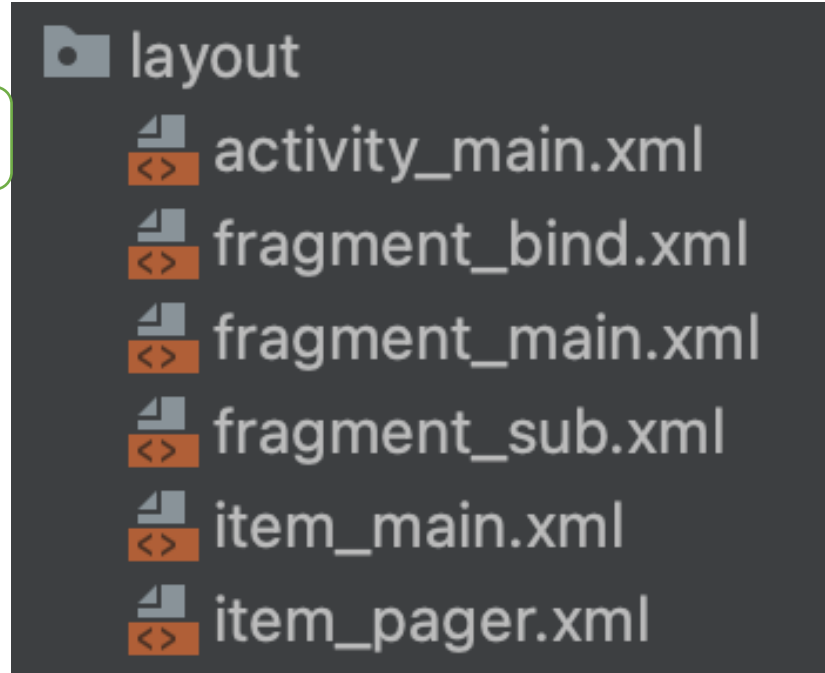 layout
activity_main.xml
fragment_bind.xml
fragment_main.xml
fragment_sub.xml
item_main.xml
item_pager.xml